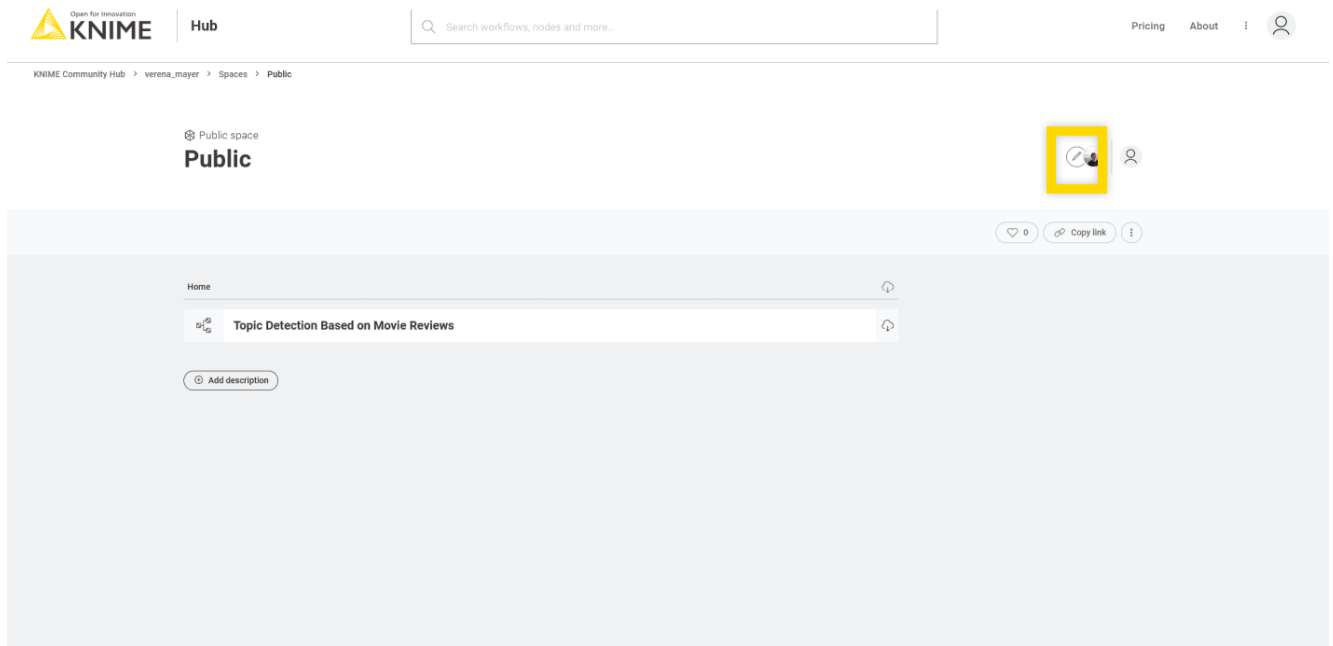 Open for Innovation
KNIME
Hub
Search workflows, nodes and more...
Pricing
About
KNIME Community Hub > verena_mayer > Spaces > Public
Public space
Public
0
Copy link
Home
Topic Detection Based on Movie Reviews
Add description